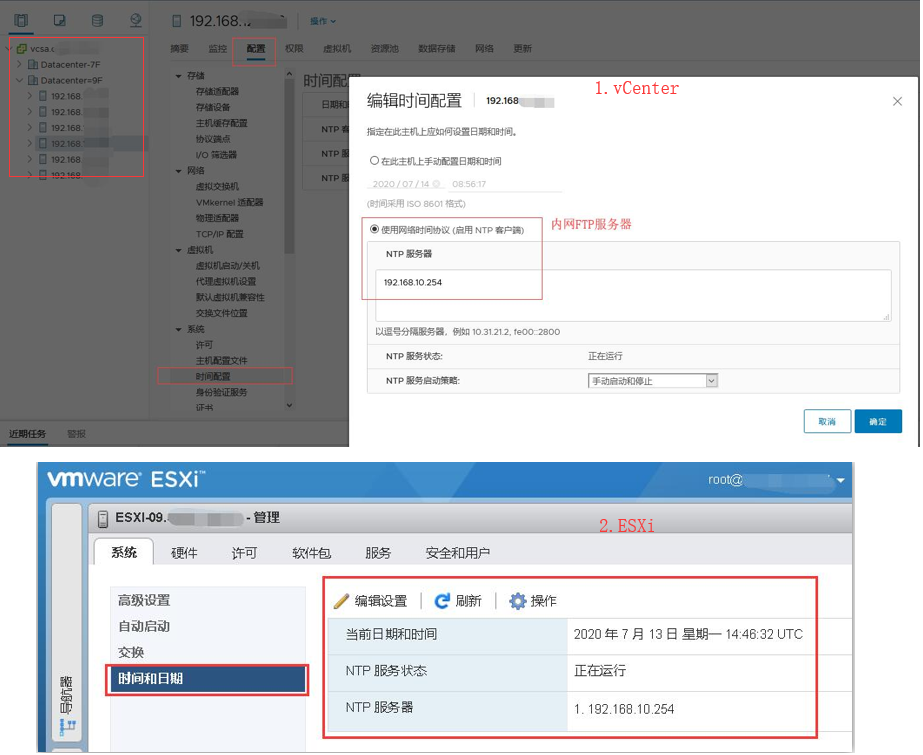 192.168.
操作
vcsa.
Datacenter-7F
Datacenter=9F
192.168.
192.168.
192.168.
192.168.
192.168.
192.168.
摘要 监控 配置 权限 虚拟机 资源池 数据存储 网络 更新
存储
存储适配器
存储设备
主机缓存配置
协议端点
I/O 筛选器
网络
虚拟交换机
VMkernel 适配器
物理适配器
TCP/IP 配置
虚拟机
虚拟机启动/关机
代理虚拟机设置
默认虚拟机兼容性
交换文件位置
系统
许可
主机配置文件
时间配置
身份验证服务
证书
时间配置
日期和
NTP 客
NTP 服
NTP 服
近期任务 警报
1.vCenter
编辑时间配置 192.168
指定在此主机上应如何设置日期和时间。
在此主机上手动配置日期和时间
2020 / 07 / 14 08:56:17
(时间采用 ISO 8601 格式)
使用网络时间协议 (启用 NTP 客户端)
内网FTP服务器
NTP 服务器
192.168.10.254
以逗号分隔服务器，例如 10.31.21.2, fe00::2800
NTP 服务状态: 正在运行
NTP 服务启动策略: 手动启动和停止
取消 确定
vmware ESXi™
root@
ESXI-09. - 管理
2.ESXi
系统 硬件 许可 软件包 服务 安全和用户
高级设置
自动启动
交换
时间和日期
导航器
编辑设置 刷新 操作
当前日期和时间 2020 年 7 月 13 日 星期一 14:46:32 UTC
NTP 服务状态 正在运行
NTP 服务器 1. 192.168.10.254